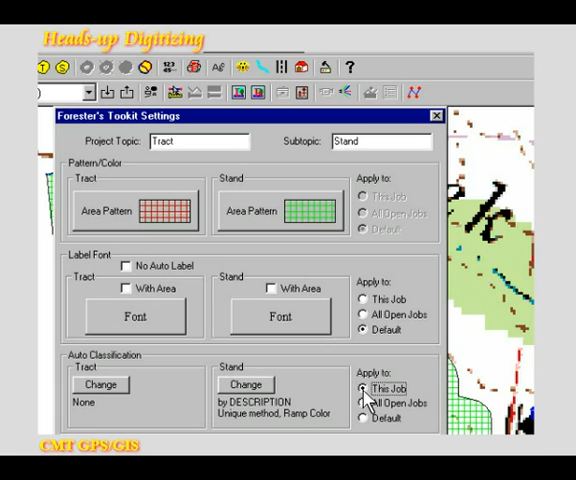 Heads-up Digitizing
T S 123 ?
Forester's Tookit Settings
Project Topic: Tract Subtopic: Stand
Pattern/Color
Tract Stand Apply to:
Area Pattern Area Pattern This Job
All Open Jobs
Default
Label Font
No Auto Label
Tract Stand Apply to:
With Area With Area This Job
Font Font All Open Jobs
Default
Auto Classification
Tract Stand Apply to:
Change Change This Job
None by DESCRIPTION All Open Jobs
Unique method, Ramp Color Default
CMT GPS/GIS